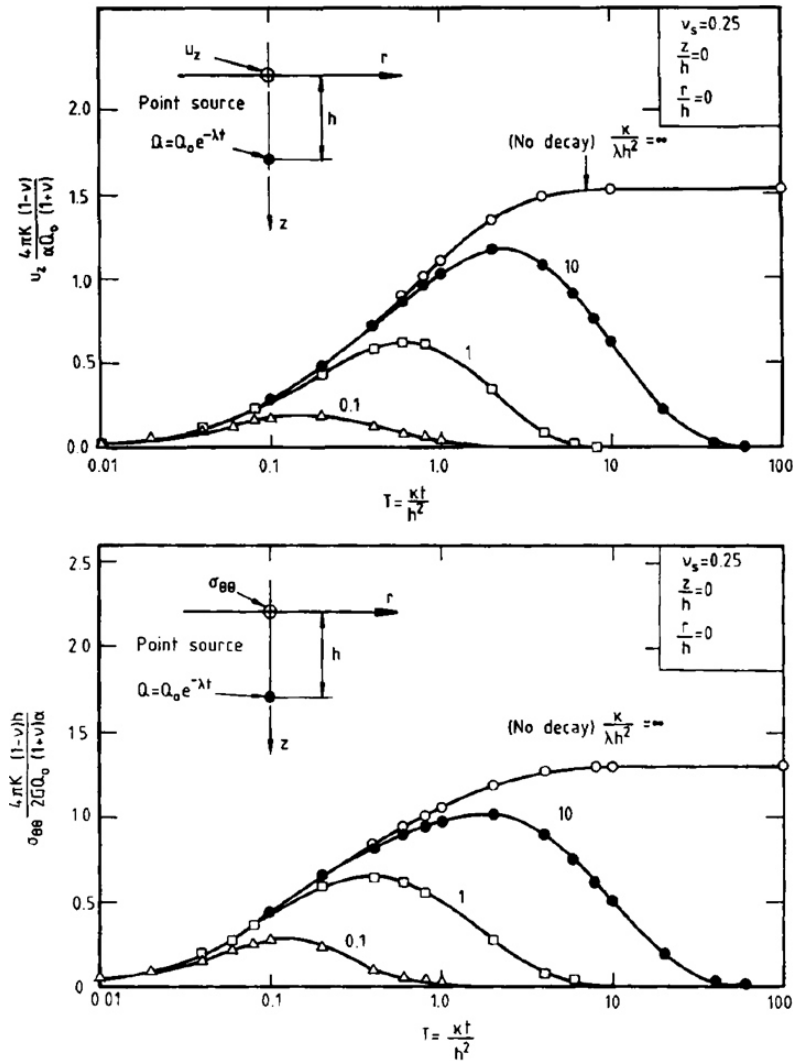 ν_s=0.25
z/h=0
r/h=0
u_z
r
Point source
h
Q=Q₀e^{-λt}
z
(No decay) κ/λh² = ∞
10
1
0.1
2.0
1.5
1.0
0.5
0.0
u_z 4πK (1-ν) / αQ₀ (1+ν)
0.01
0.1
1.0
10
100
T = κt/h²
ν_s=0.25
z/h=0
r/h=0
σ_θθ
r
Point source
h
Q=Q₀e^{-λt}
z
(No decay) κ/λh² = ∞
10
1
0.1
2.5
2.0
1.5
1.0
0.5
0
σ_θθ 4πK (1-ν)h / 2GQ₀ (1+ν)α
0.01
0.1
1.0
10
100
T = κt/h²